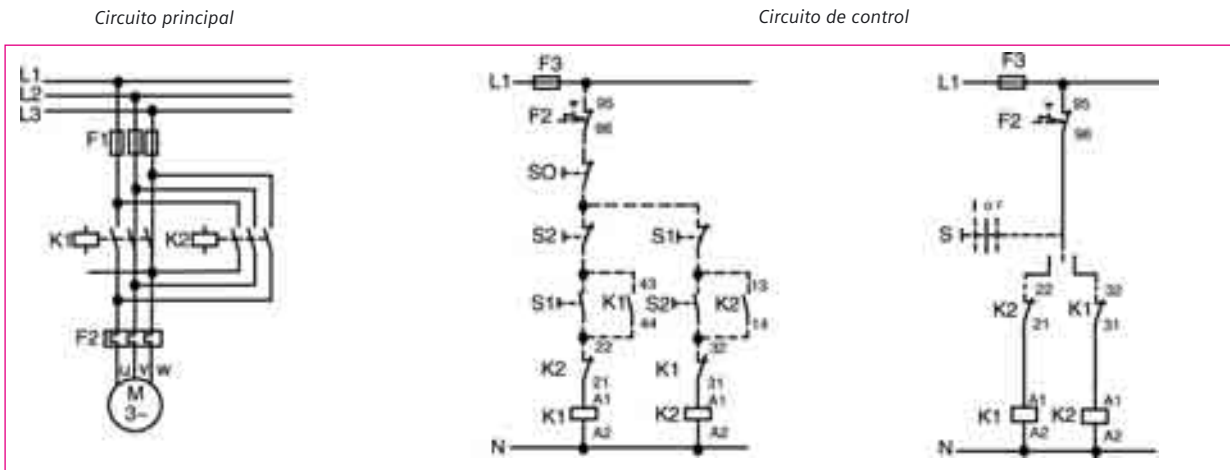 Circuito principal
Circuito de control
L1
L2
L3
F1
K1
K2
F2
u v w
M
3~
L1
F3
F2
95
96
SO
S2
S1
S1
43
K1
44
S2
13
K2
14
K2
22
21
K1
32
31
K1
A1
A2
K2
A1
A2
N
L1
F3
F2
95
96
S
K2
22
21
K1
32
31
K1
A1
A2
K2
A1
A2
N